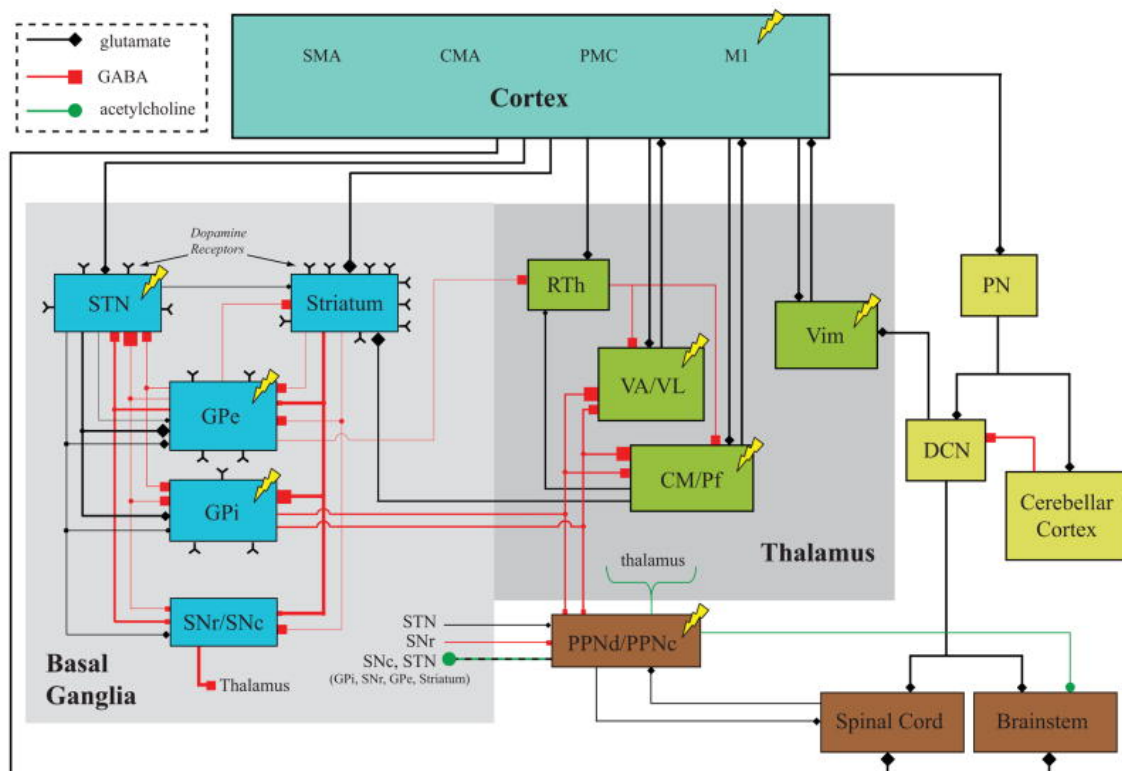 glutamate
GABA
acetylcholine
SMA
CMA
PMC
M1
Cortex
Dopamine
Receptors
STN
Striatum
RTh
PN
Vim
GPe
VA/VL
DCN
CM/Pf
GPi
Cerebellar
Cortex
Thalamus
thalamus
SNr/SNc
STN
SNr
SNc, STN
(GPi, SNr, GPe, Striatum)
PPNd/PPNc
Basal
Ganglia
Thalamus
Spinal Cord
Brainstem